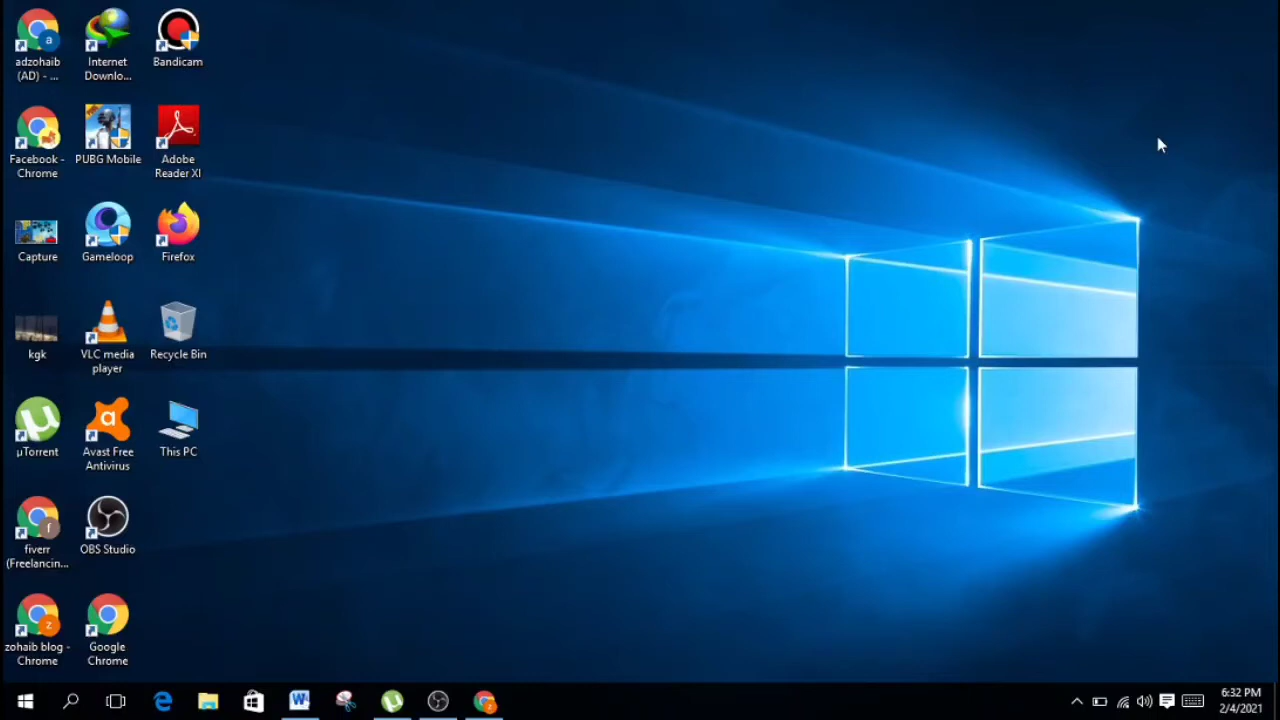 adzohaib
(AD) - ...
Internet
Downlo...
Bandicam
Facebook -
Chrome
PUBG Mobile
Adobe
Reader XI
Capture
Gameloop
Firefox
kgk
VLC media
player
Recycle Bin
µTorrent
Avast Free
Antivirus
This PC
fiverr
(Freelancin...
OBS Studio
zohaib blog -
Chrome
Google
Chrome
6:32 PM
2/4/2021